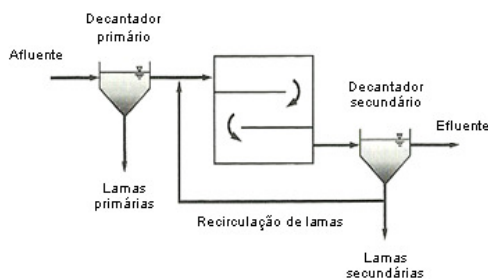 Decantador
primário
Afluente
Decantador
secundário
Efluente
Lamas
primárias
Recirculação de lamas
Lamas
secundárias